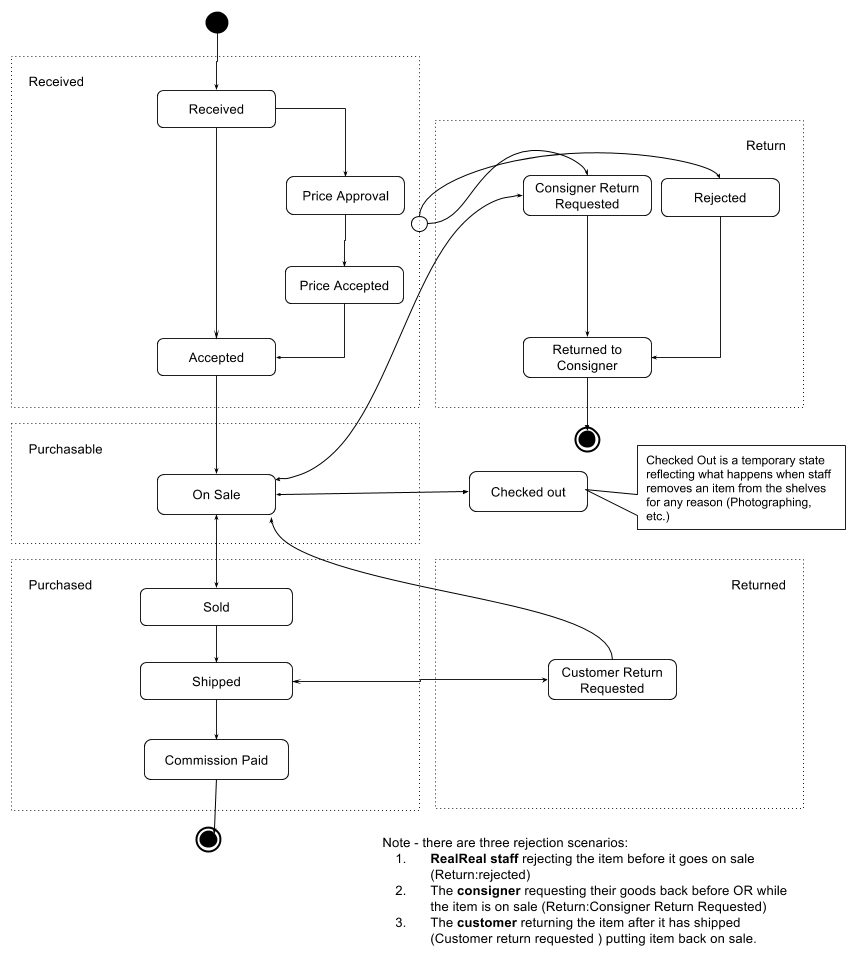 Received
Received
Return
Price Approval
Consigner Return
Requested
Rejected
Price Accepted
Accepted
Returned to
Consigner
Purchasable
On Sale
Checked out
Checked Out is a temporary state
reflecting what happens when staff
removes an item from the shelves
for any reason (Photographing,
etc.)
Purchased
Returned
Sold
Shipped
Customer Return
Requested
Commission Paid
Note - there are three rejection scenarios:
1. RealReal staff rejecting the item before it goes on sale
(Return:rejected)
2. The consigner requesting their goods back before OR while
the item is on sale (Return:Consigner Return Requested)
3. The customer returning the item after it has shipped
(Customer return requested ) putting item back on sale.